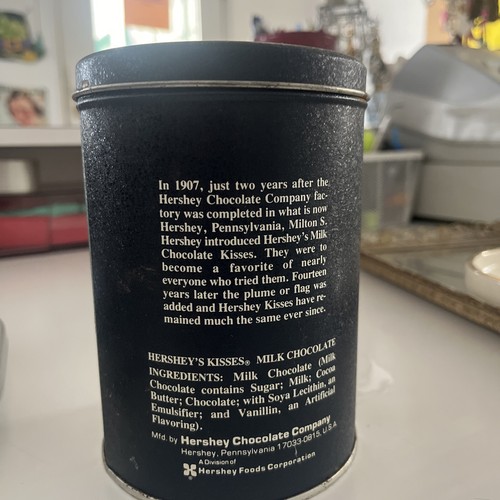 In 1907, just two years after the
Hershey Chocolate Company fac-
tory was completed in what is now
Hershey, Pennsylvania, Milton S.
Hershey introduced Hershey's Milk
Chocolate Kisses. They were to
become a favorite of nearly
everyone who tried them. Fourteen
years later the plume or flag was
added and Hershey Kisses have re-
mained much the same ever since.
HERSHEY'S KISSES® MILK CHOCOLATE
INGREDIENTS: Milk Chocolate (Milk
Chocolate contains Sugar; Milk; Cocoa
Butter; Chocolate; with Soya Lecithin, an
Emulsifier; and Vanillin, an Artificial
Flavoring).
Mfd. by Hershey Chocolate Company
Hershey, Pennsylvania 17033-0815, U.S.A.
A Division of
Hershey Foods Corporation